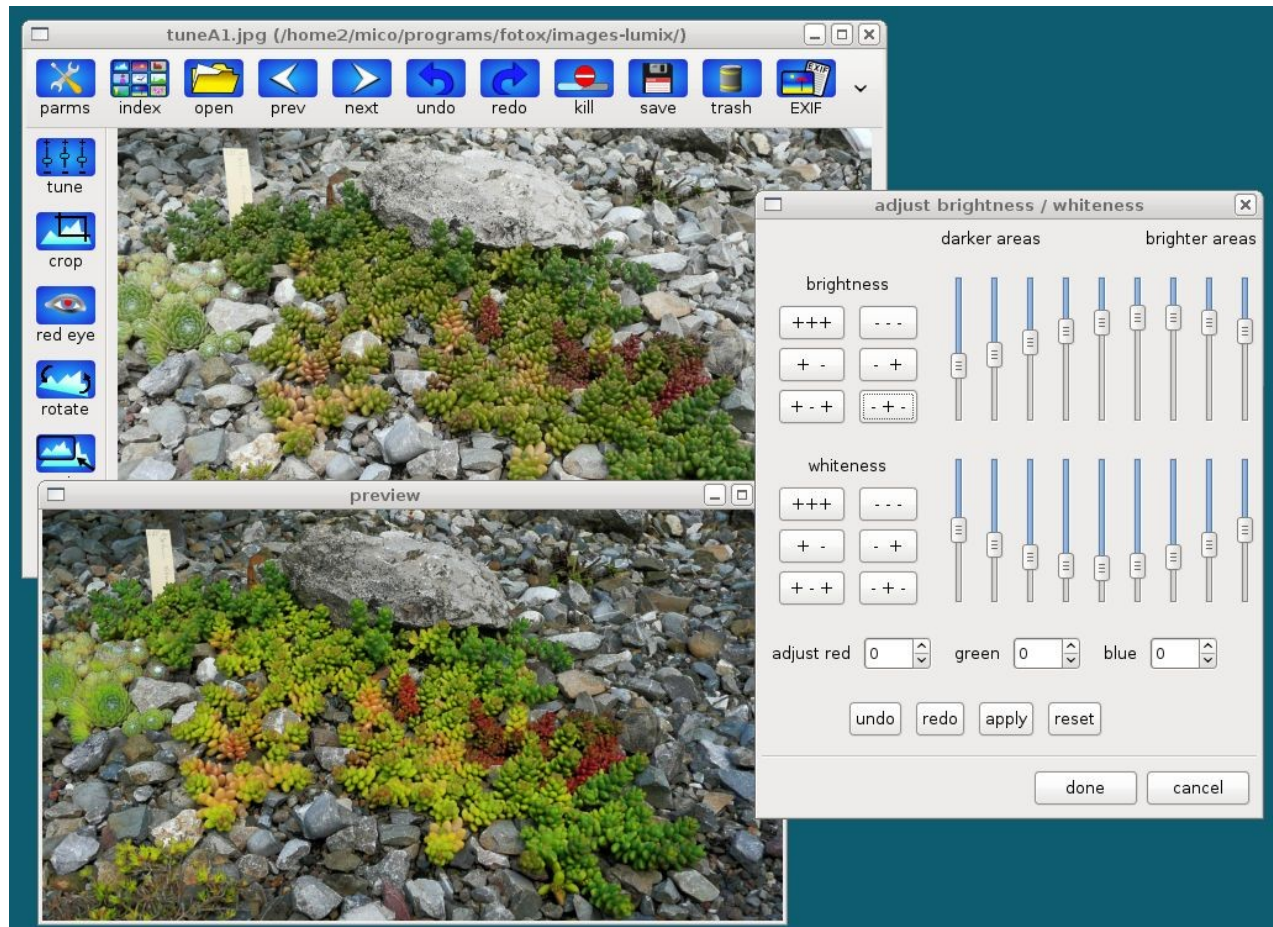 tuneA1.jpg (/home2/mico/programs/fotox/images-lumix/)
parms index open prev next undo redo kill save trash EXIF
EXIF
tune
crop
red eye
rotate
preview
adjust brightness / whiteness
darker areas brighter areas
brightness
+++ - - -
+ - - +
+ - + - + -
whiteness
+++ - - -
+ - - +
+ - + - + -
adjust red 0 green 0 blue 0
undo redo apply reset
done cancel